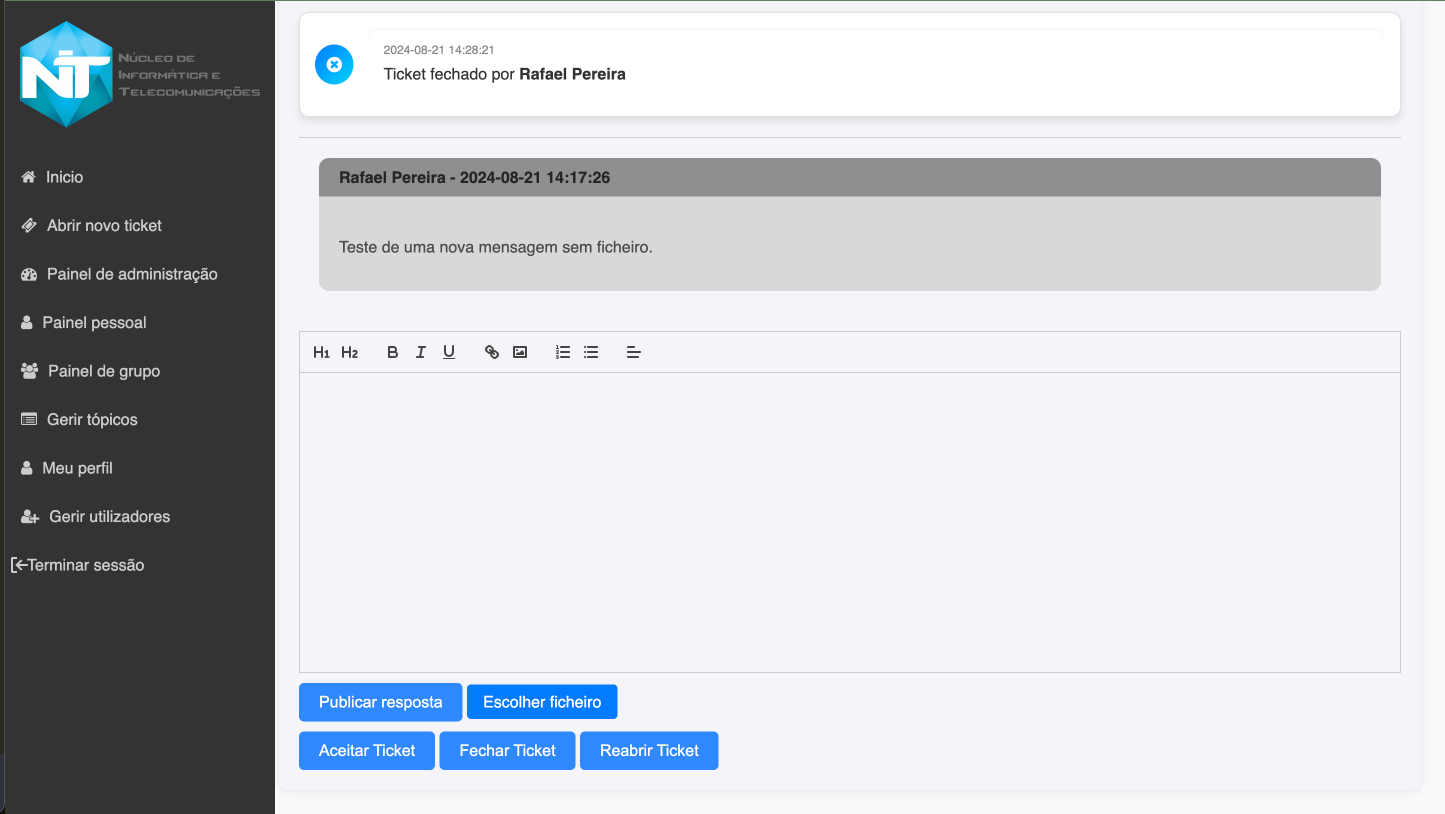 NIT
Núcleo de
Informática e
Telecomunicações
Inicio
Abrir novo ticket
Painel de administração
Painel pessoal
Painel de grupo
Gerir tópicos
Meu perfil
Gerir utilizadores
Terminar sessão
2024-08-21 14:28:21
Ticket fechado por Rafael Pereira
Rafael Pereira - 2024-08-21 14:17:26
Teste de uma nova mensagem sem ficheiro.
H1 H2 B I U
Publicar resposta Escolher ficheiro
Aceitar Ticket Fechar Ticket Reabrir Ticket